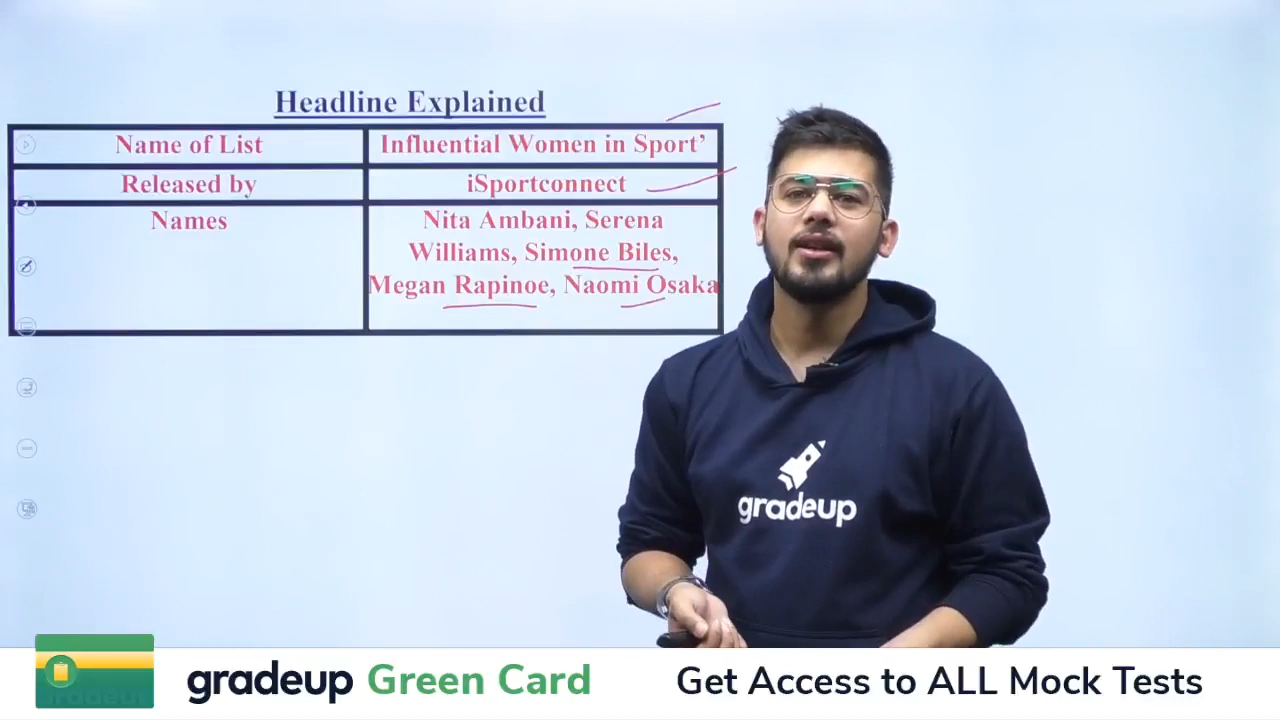 Headline Explained
Name of List
Influential Women in Sport’
Released by
iSportconnect
Names
Nita Ambani, Serena
Williams, Simone Biles,
Megan Rapinoe, Naomi Osaka
gradeup
gradeup Green Card
Get Access to ALL Mock Tests